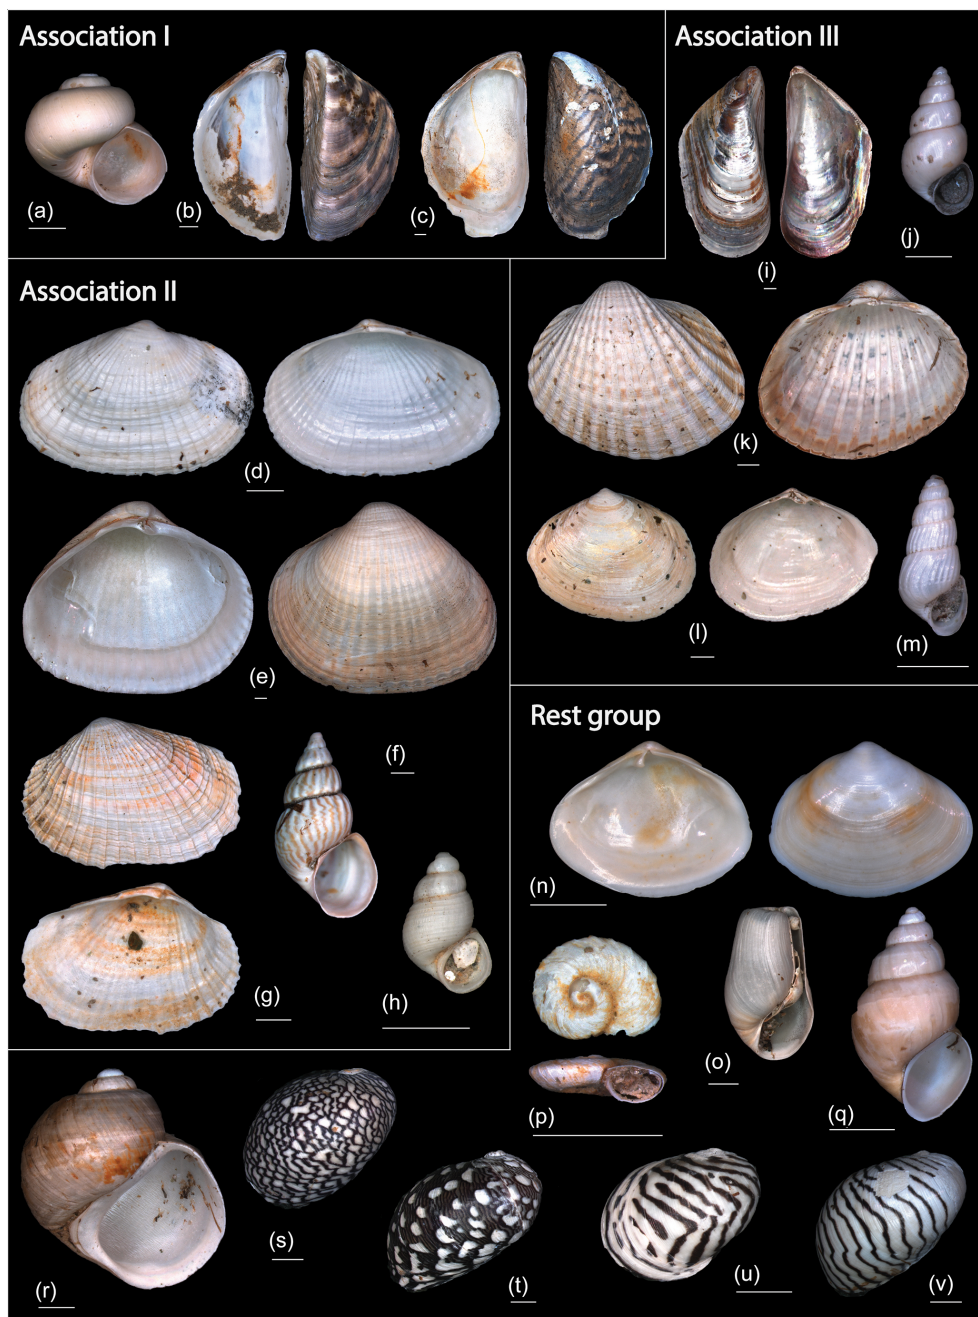 Association I
(a)
(b)
(c)
Association III
(i)
(j)
Association II
(d)
(e)
(f)
(g)
(h)
(k)
(l)
(m)
Rest group
(n)
(o)
(p)
(q)
(r)
(s)
(t)
(u)
(v)